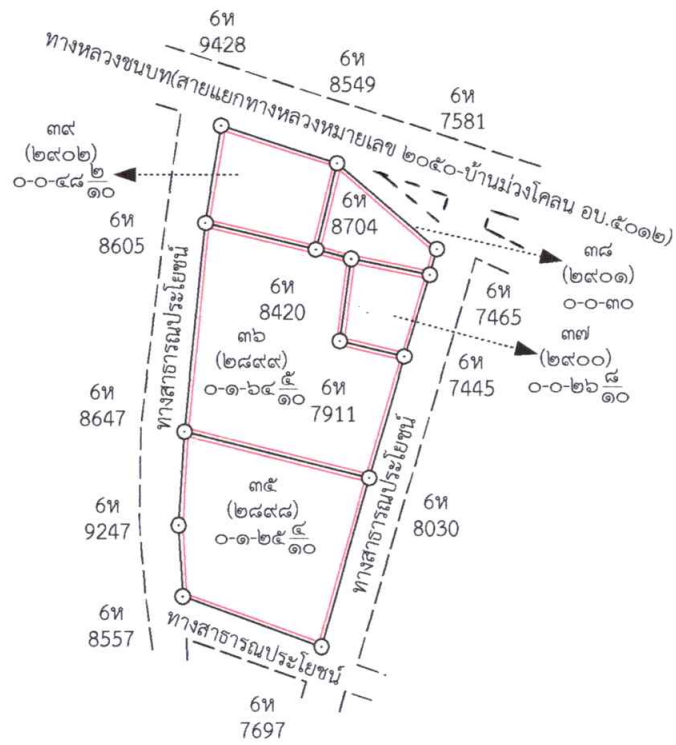 6ห
9428
6ห
8549
6ห
7581
ทางหลวงชนบท(สายแยกทางหลวงหมายเลข ๒๐๕๐-บ้านม่วงโคลน อบ.๕๐๑๒)
๓๙
(๒๙๐๒)
๐-๐-๔๘ ๒/๑๐
6ห
8704
6ห
8605
๓๘
(๒๙๐๑)
๐-๐-๓๐
6ห
8420
6ห
7465
๓๗
(๒๙๐๐)
๐-๐-๒๖ ๘/๑๐
ทางสาธารณประโยชน์
๓๖
(๒๘๙๙)
๐-๑-๖๔ ๕/๑๐
6ห
7911
6ห
7445
6ห
8647
๓๕
(๒๘๙๘)
๐-๑-๒๕ ๔/๑๐
ทางสาธารณประโยชน์
6ห
9247
6ห
8030
6ห
8557
ทางสาธารณประโยชน์
6ห
7697